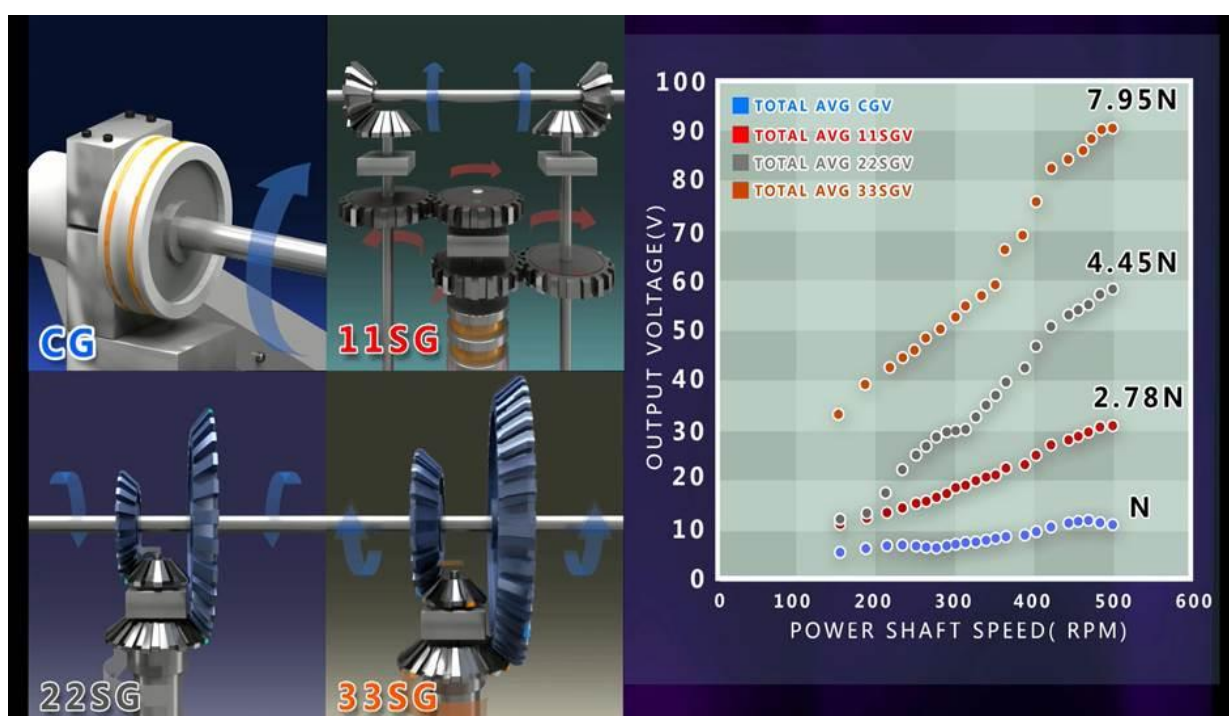 CG
11SG
22SG
33SG
TOTAL AVG CGV
TOTAL AVG 11SGV
TOTAL AVG 22SGV
TOTAL AVG 33SGV
7.95N
4.45N
2.78N
N
OUTPUT VOLTAGE(V)
100
90
80
70
60
50
40
30
20
10
0
0 100 200 300 400 500 600
POWER SHAFT SPEED( RPM)